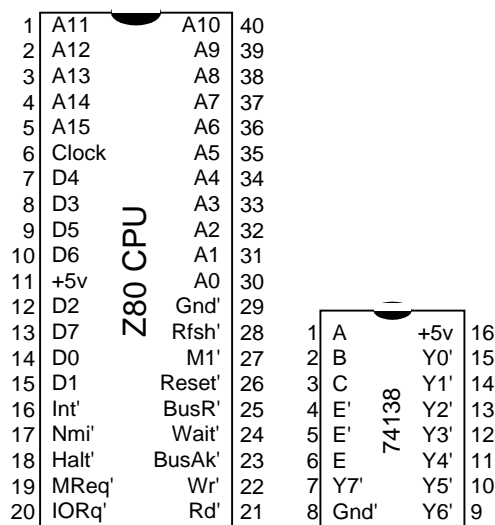 1 A11 A10 40
2 A12 A9 39
3 A13 A8 38
4 A14 A7 37
5 A15 A6 36
6 Clock A5 35
7 D4 A4 34
8 D3 A3 33
9 D5 A2 32
10 D6 A1 31
11 +5v A0 30
12 D2 Gnd' 29
13 D7 Rfsh' 28
14 D0 M1' 27
15 D1 Reset' 26
16 Int' BusR' 25
17 Nmi' Wait' 24
18 Halt' BusAk' 23
19 MReq' Wr' 22
20 IORq' Rd' 21
Z80 CPU
1 A +5v 16
2 B Y0' 15
3 C Y1' 14
4 E' Y2' 13
5 E' Y3' 12
6 E Y4' 11
7 Y7' Y5' 10
8 Gnd' Y6' 9
74138